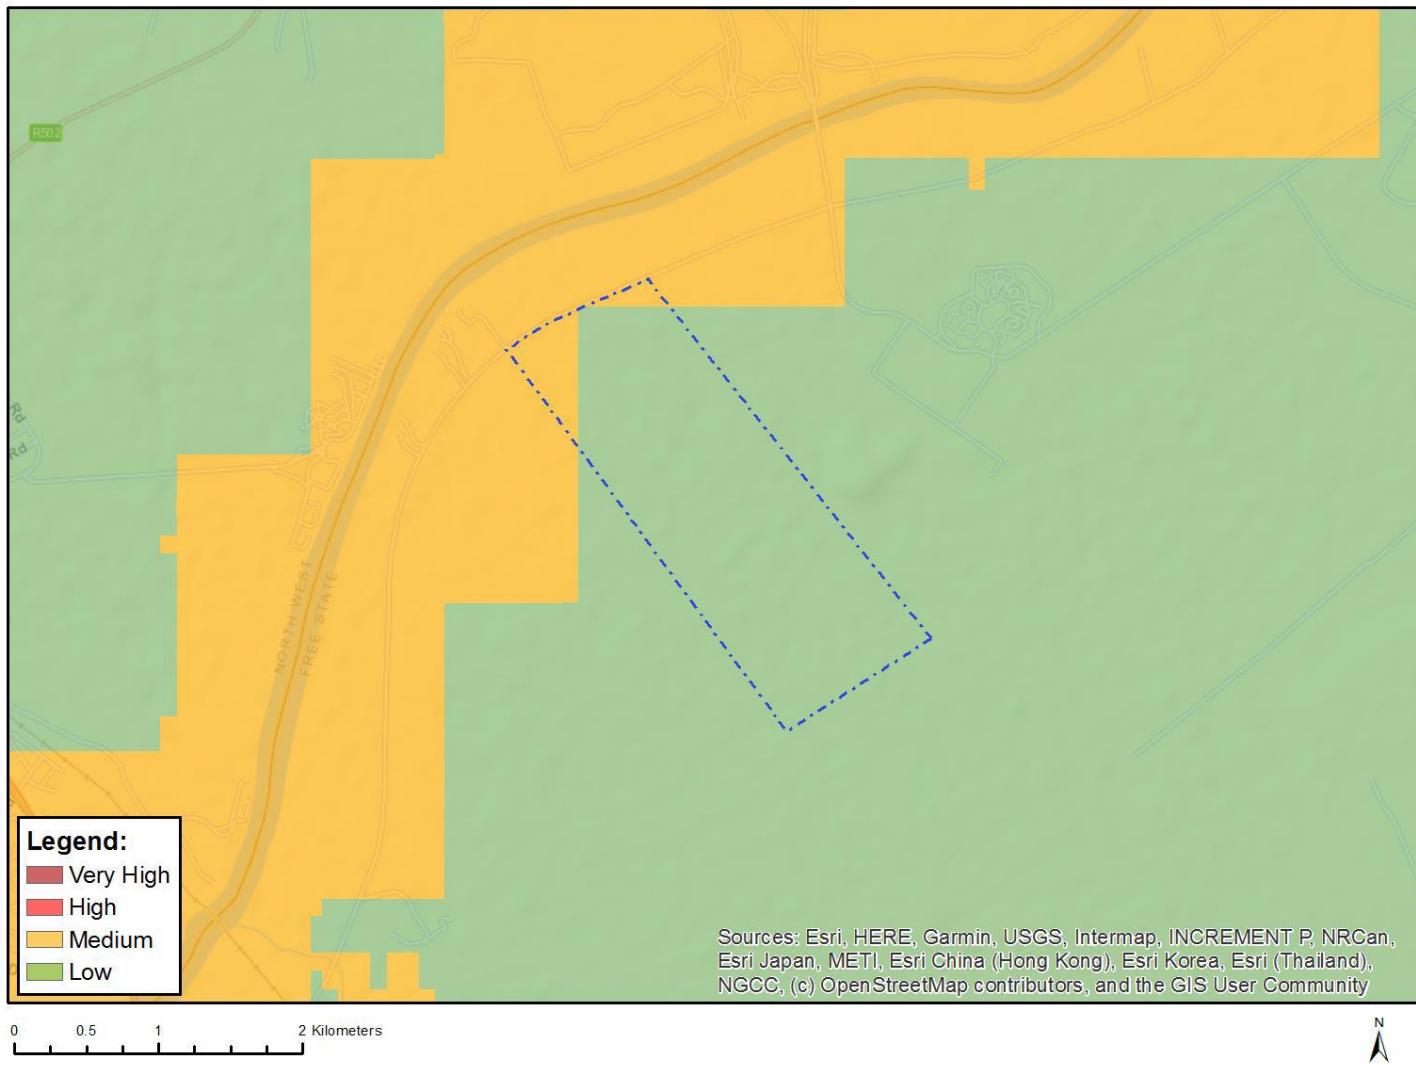 R502
Rd
Rd
NORTH WEST
FREE STATE
Legend:
Very High
High
Medium
Low
Sources: Esri, HERE, Garmin, USGS, Intermap, INCREMENT P, NRCan,
Esri Japan, METI, Esri China (Hong Kong), Esri Korea, Esri (Thailand),
NGCC, (c) OpenStreetMap contributors, and the GIS User Community
0 0.5 1 2 Kilometers
N